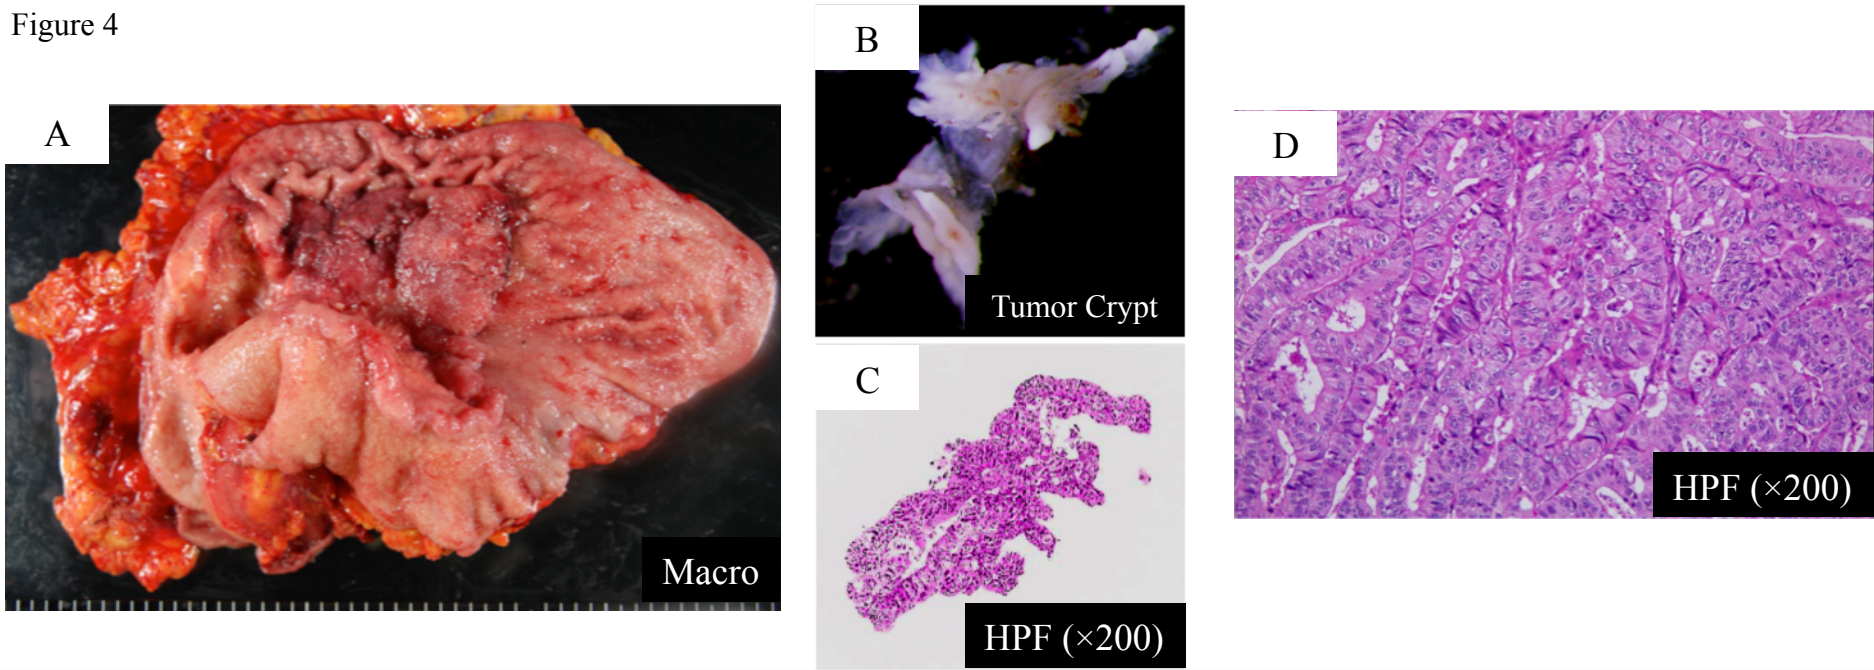 Figure 4
A
Macro
B
Tumor Crypt
C
HPF (×200)
D
HPF (×200)